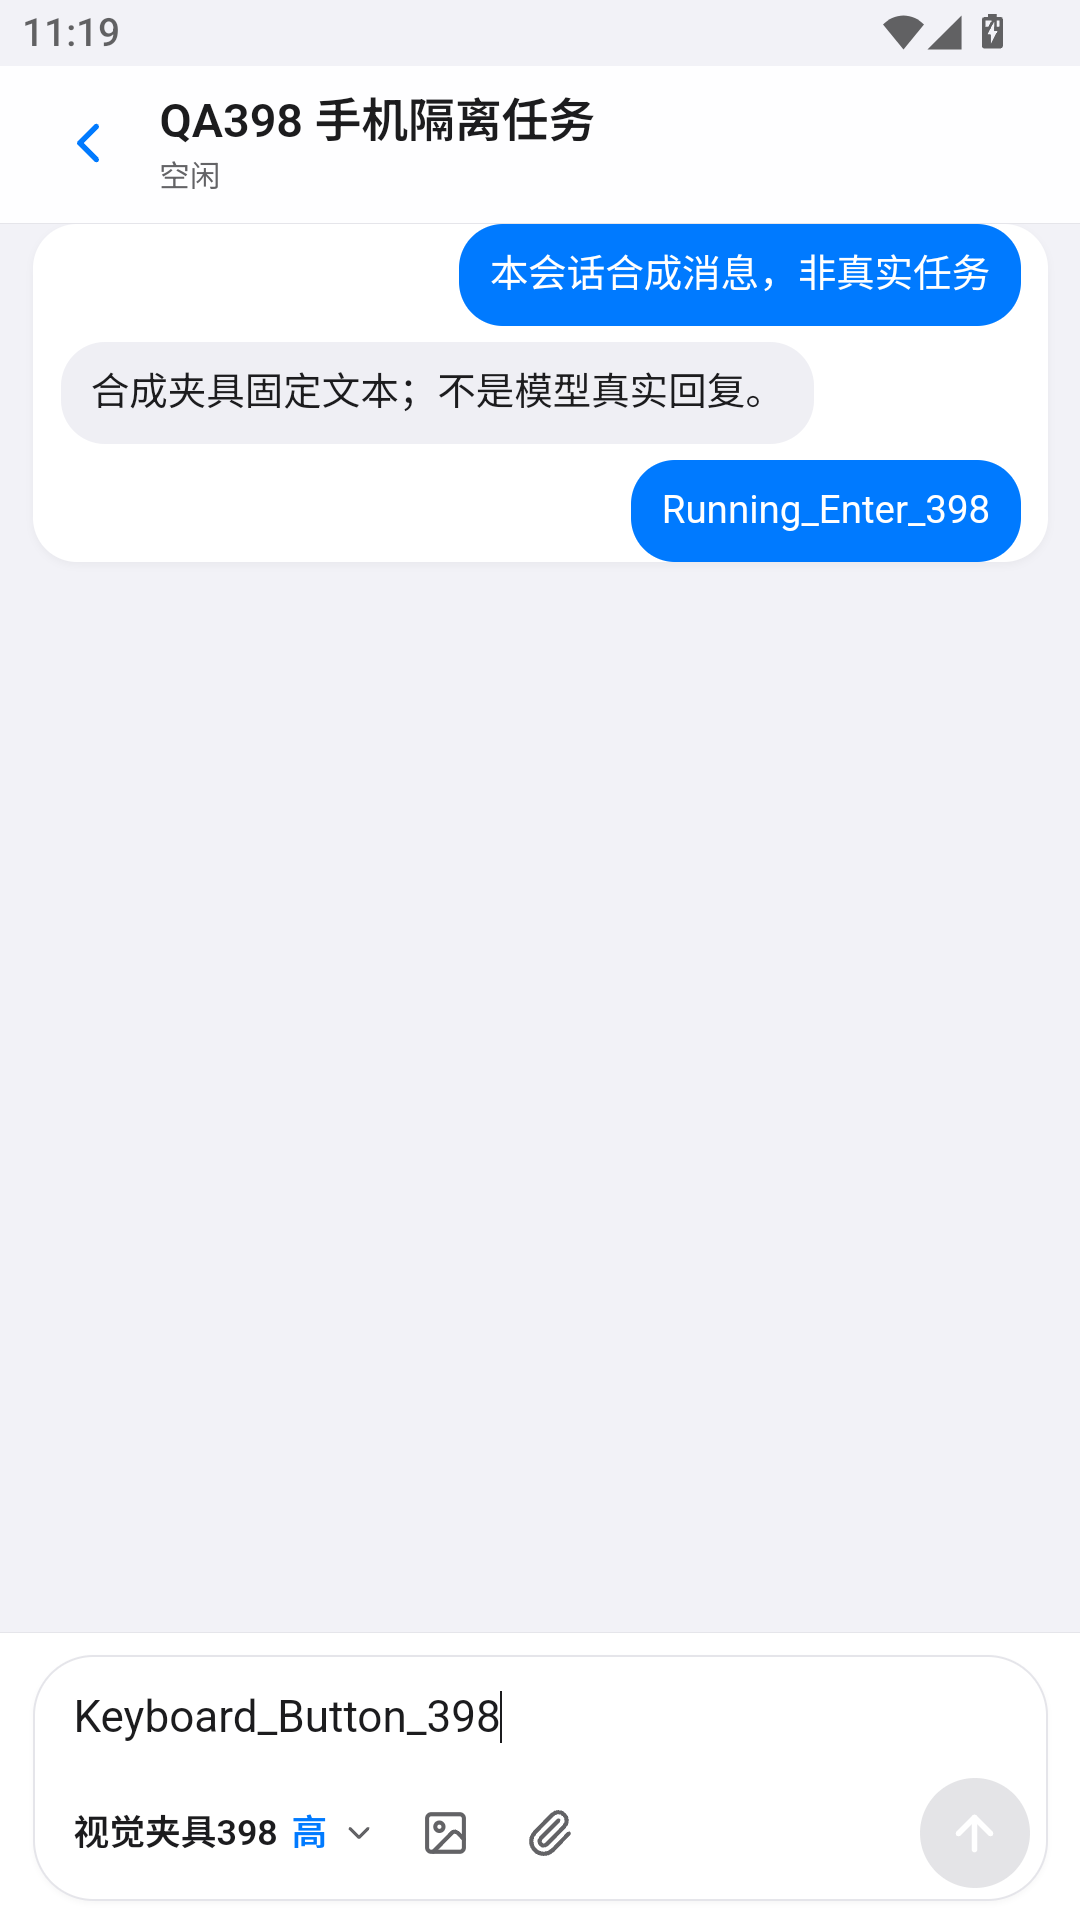 11:19
QA398 手机隔离任务
空闲
本会话合成消息，非真实任务
合成夹具固定文本；不是模型真实回复。
Running_Enter_398
Keyboard_Button_398
视觉夹具398 高